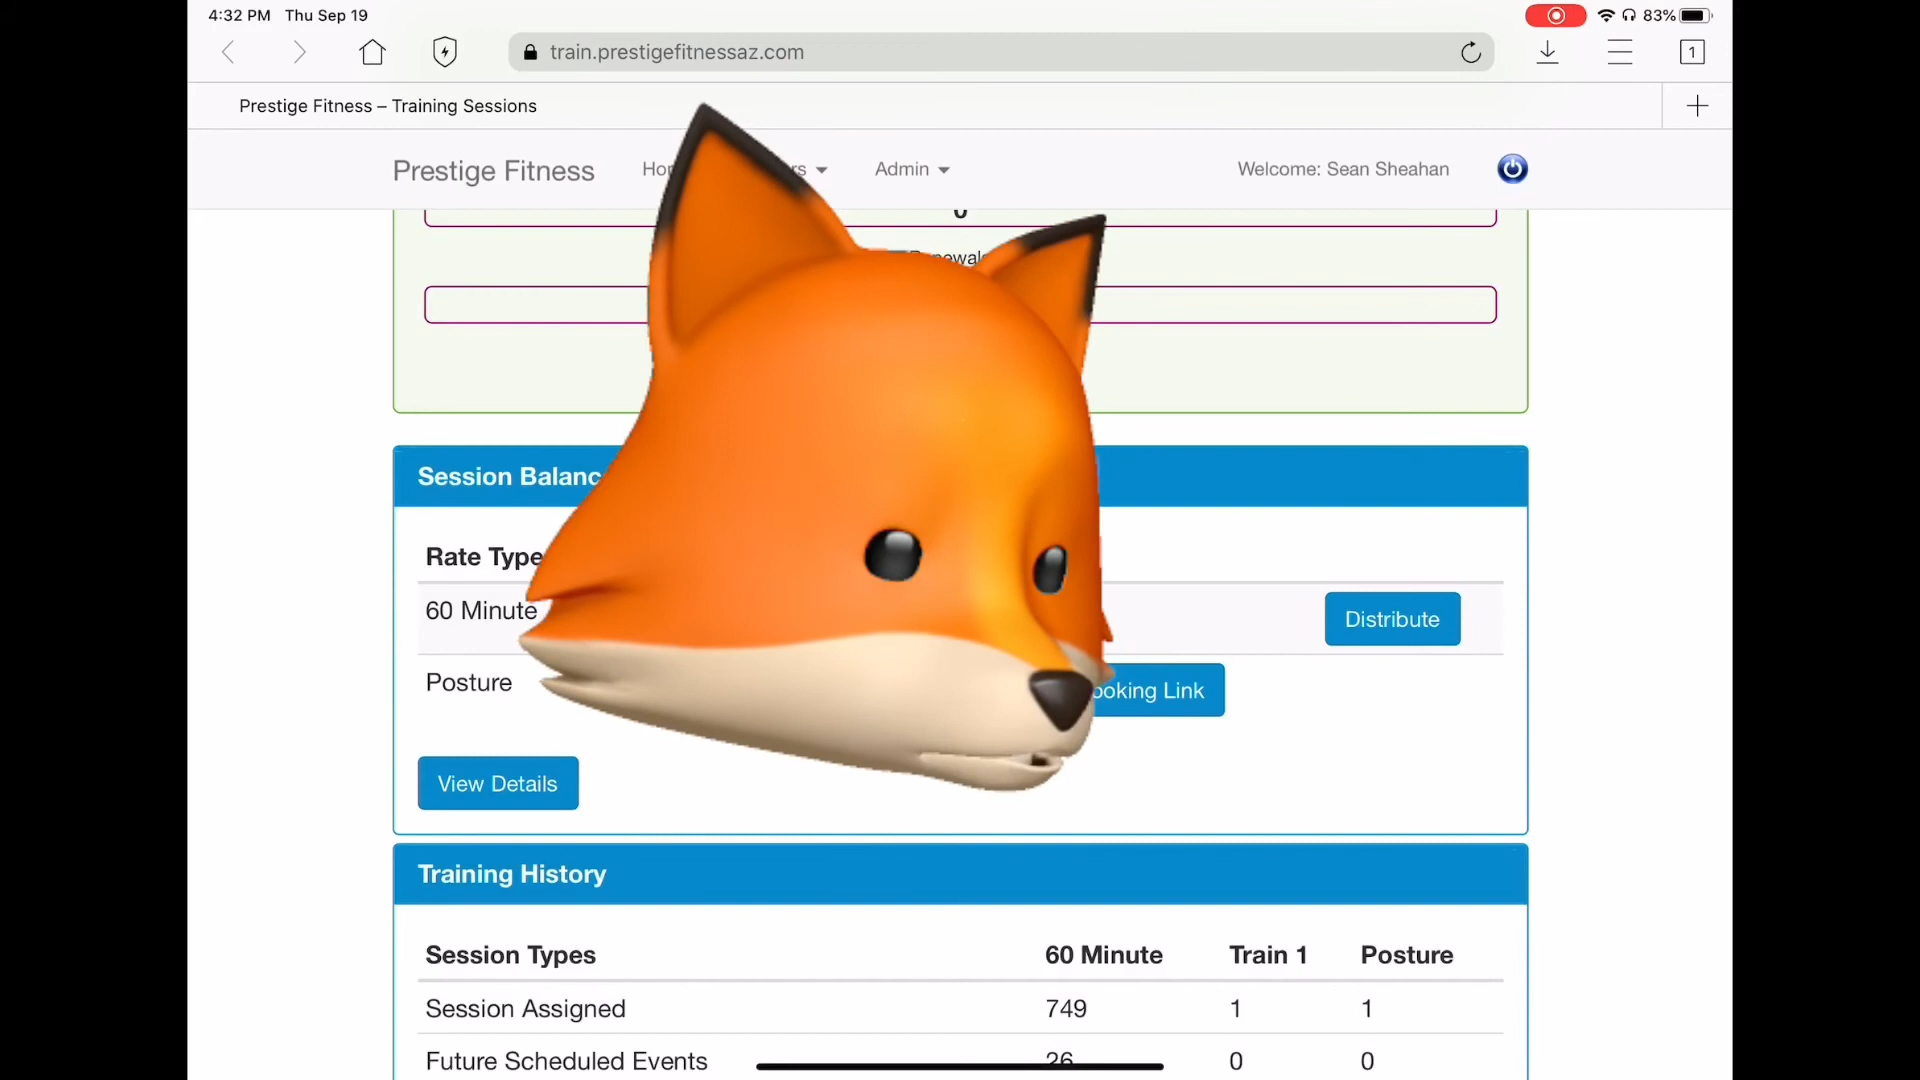 4:32 PM Thu Sep 19
83%
train.prestigefitnessaz.com
1
Prestige Fitness – Training Sessions
Prestige Fitness Admin Welcome: Sean Sheahan
Session
Rate Type
60 Minute Distribute
Posture Link
View Details
Training History
Session Types 60 Minute Train 1 Posture
Session Assigned 749 1 1
Future Scheduled Events 26 0 0